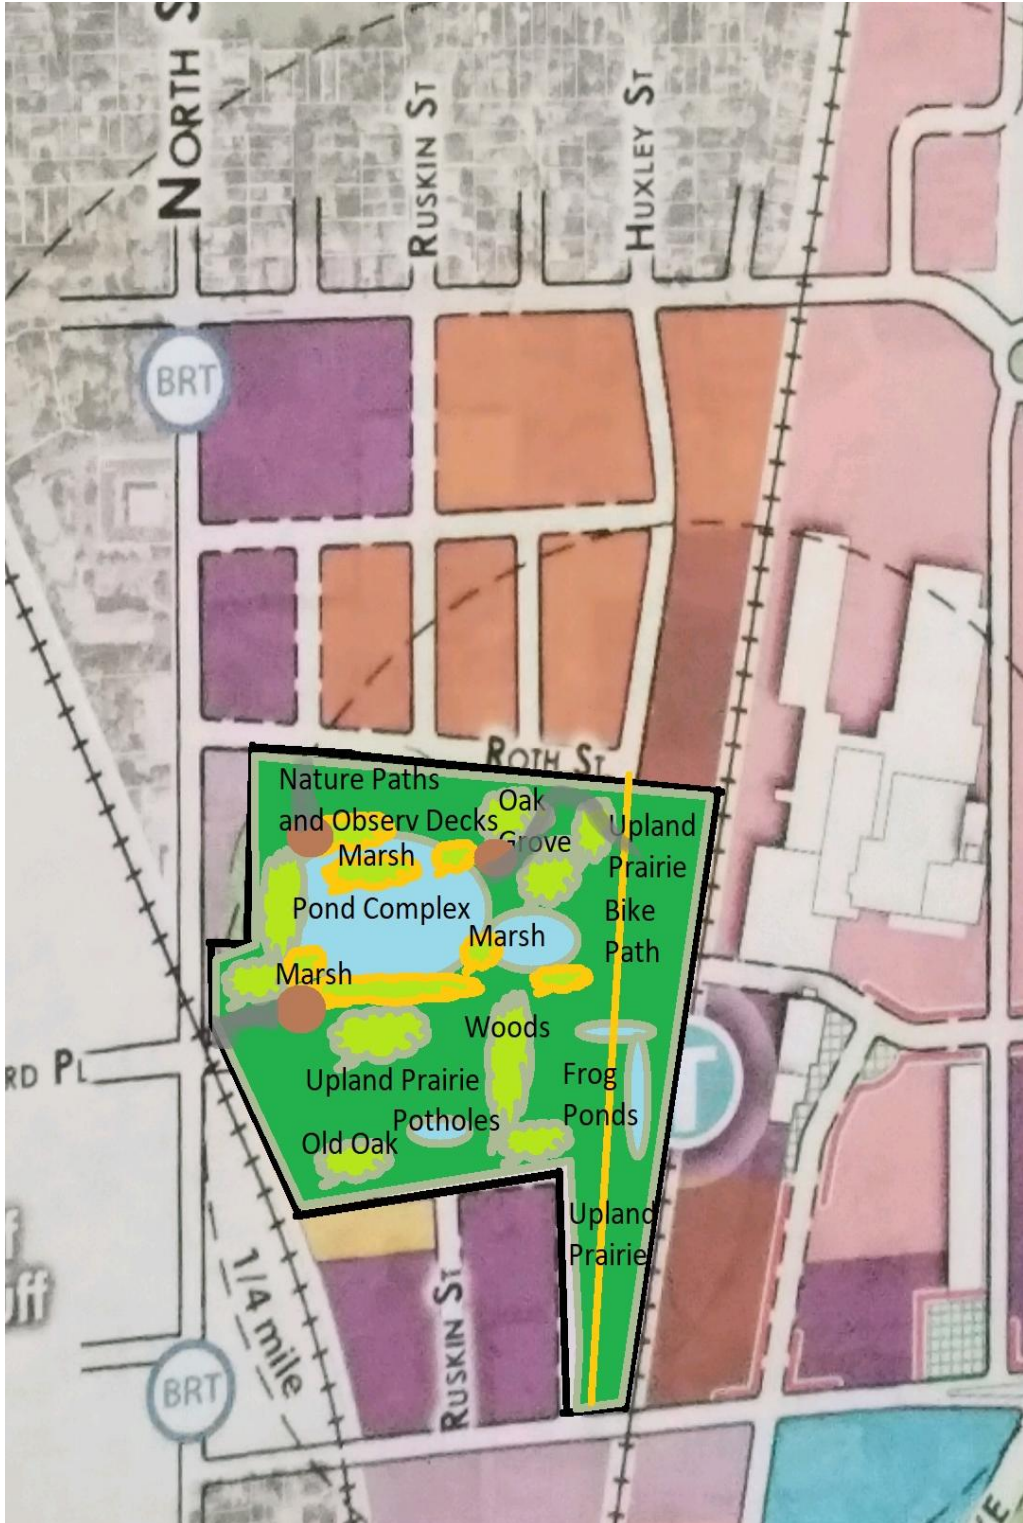 NORTH S
RUSKIN ST
HUXLEY ST
BRT
ROTH ST
Nature Paths
and Observ Decks
Oak
Grove
Marsh
Upland
Prairie
Pond Complex
Bike
Path
Marsh
Marsh
Woods
RD PL
Upland Prairie
Frog
Ponds
Potholes
Old Oak
T
Upland
Prairie
uff
1/4 mile
RUSKIN ST
BRT
VE